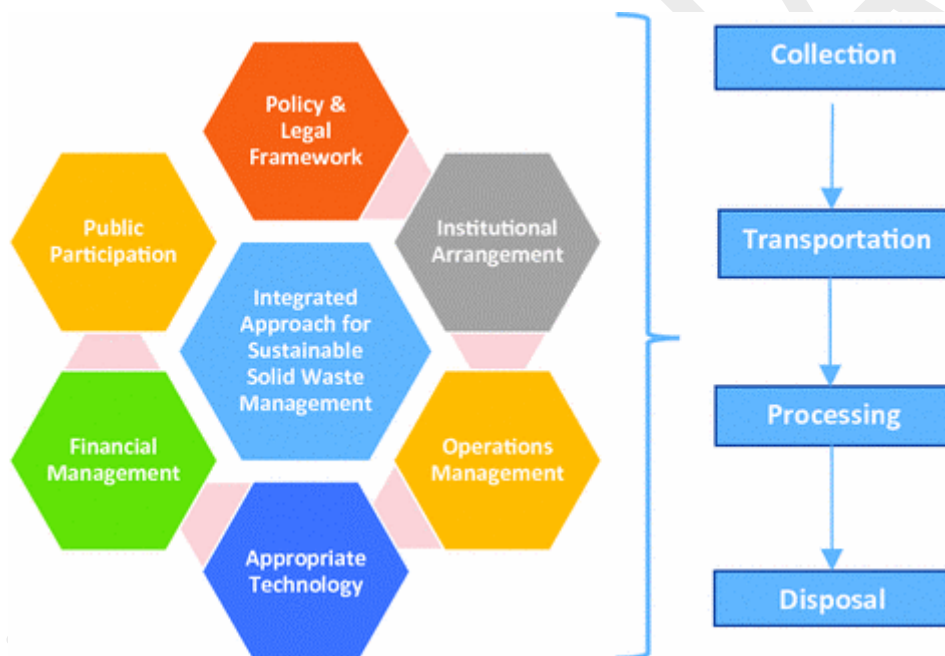 Policy &
Legal
Framework
Public
Participation
Institutional
Arrangement
Integrated
Approach for
Sustainable
Solid Waste
Management
Financial
Management
Operations
Management
Appropriate
Technology
Collection
Transportation
Processing
Disposal